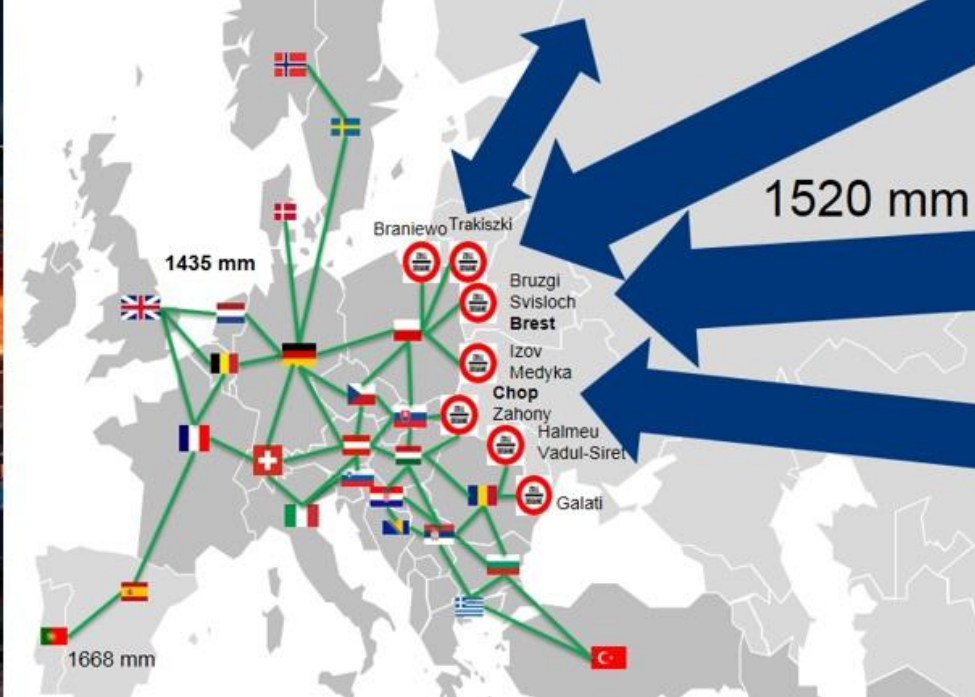 1520 mm
Braniewo
Trakiszki
1435 mm
Bruzgi
Svisloch
Brest
Izov
Medyka
Chop
Zahony
Halmeu
Vadul-Siret
Galati
1668 mm